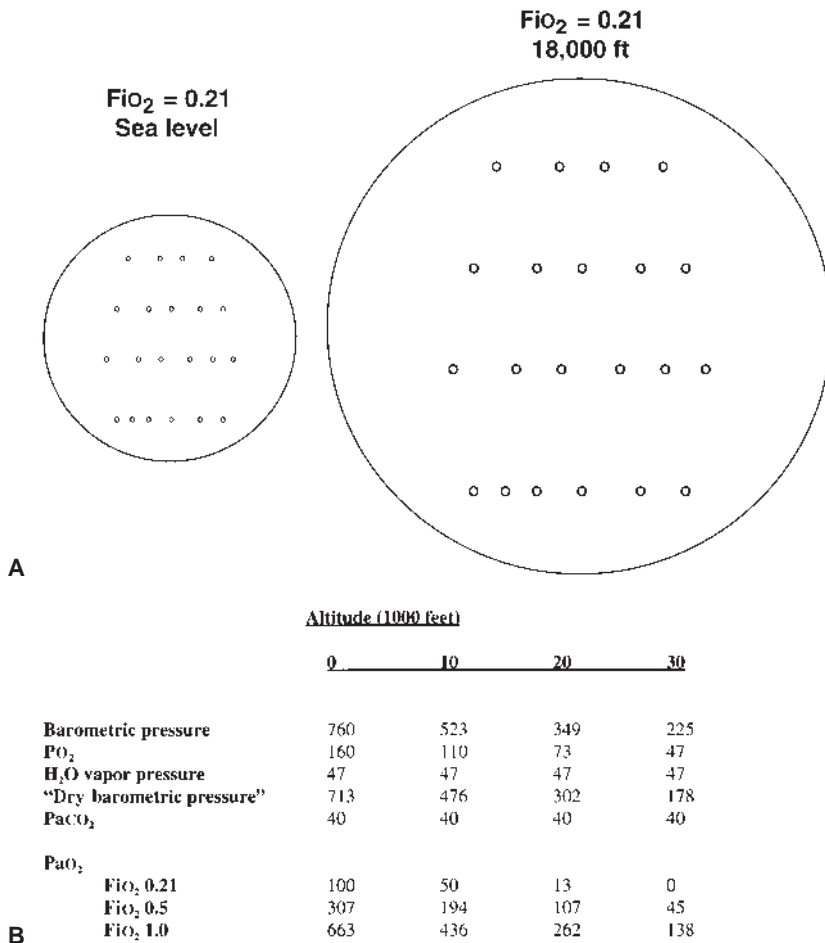 FIO2 = 0.21
18,000 ft
FIO2 = 0.21
Sea level
A
Altitude (1000 feet)
0 10 20 30
Barometric pressure 760 523 349 225
PO2 160 110 73 47
H2O vapor pressure 47 47 47 47
“Dry barometric pressure” 713 476 302 178
PaCO2 40 40 40 40
PaO2
FIO2 0.21 100 50 13 0
FIO2 0.5 307 194 107 45
FIO2 1.0 663 436 262 138
B